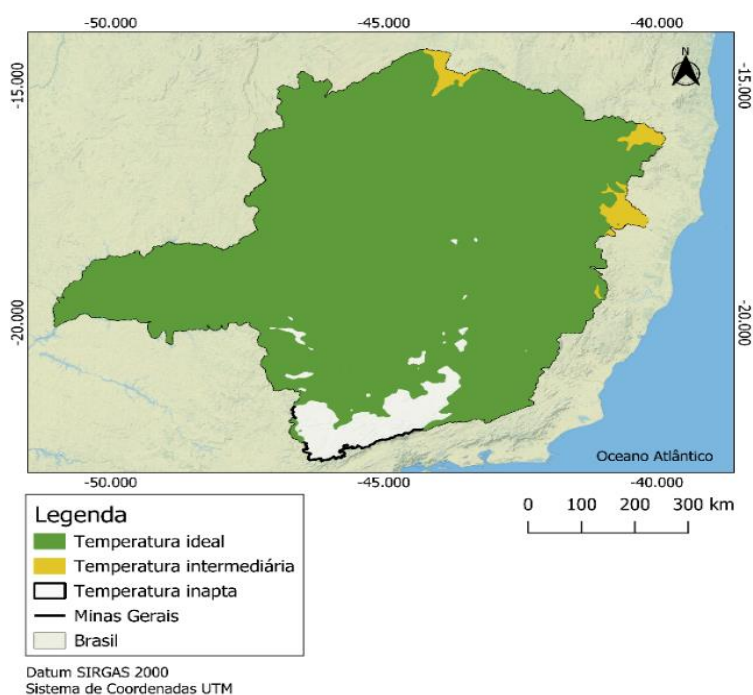 -50.000 -45.000 -40.000
-15.000
-15.000
N
-20.000
-20.000
Oceano Atlântico
-50.000 -45.000 -40.000
Legenda
Temperatura ideal
Temperatura intermediária
Temperatura inapta
Minas Gerais
Brasil
0 100 200 300 km
Datum SIRGAS 2000
Sistema de Coordenadas UTM